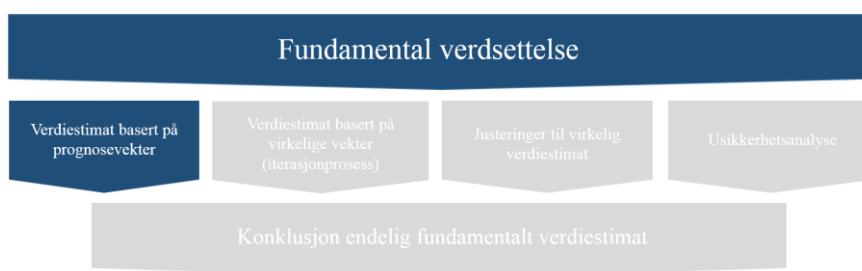 Fundamental verdsettelse
Verdiestimat basert på
prognosevekter
Verdiestimat basert på
virkelige vekter
(iterasjonprosess)
Justeringer til virkelig
verdiestimat
Usikkerhetsanalyse
Konklusjon endelig fundamentalt verdiestimat